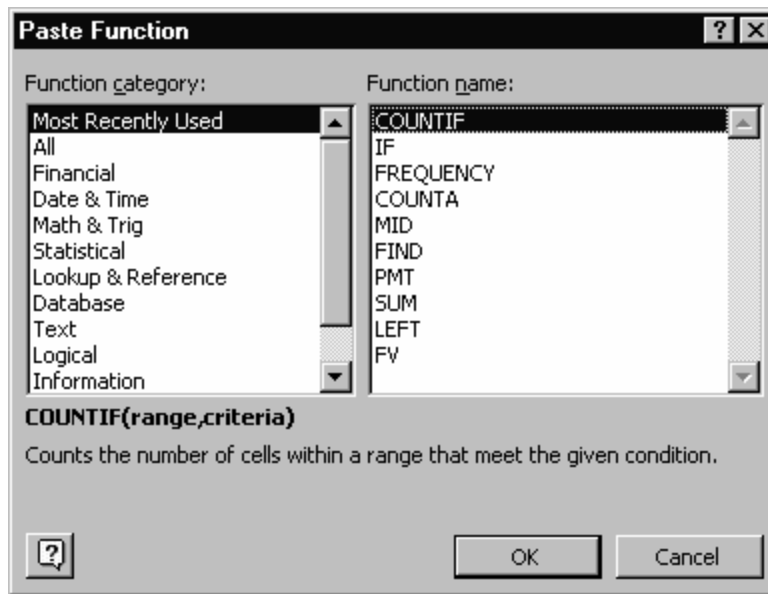 Paste Function
Function category:
Function name:
Most Recently Used
All
Financial
Date & Time
Math & Trig
Statistical
Lookup & Reference
Database
Text
Logical
Information
COUNTIF
IF
FREQUENCY
COUNTA
MID
FIND
PMT
SUM
LEFT
FV
COUNTIF(range,criteria)
Counts the number of cells within a range that meet the given condition.
OK
Cancel